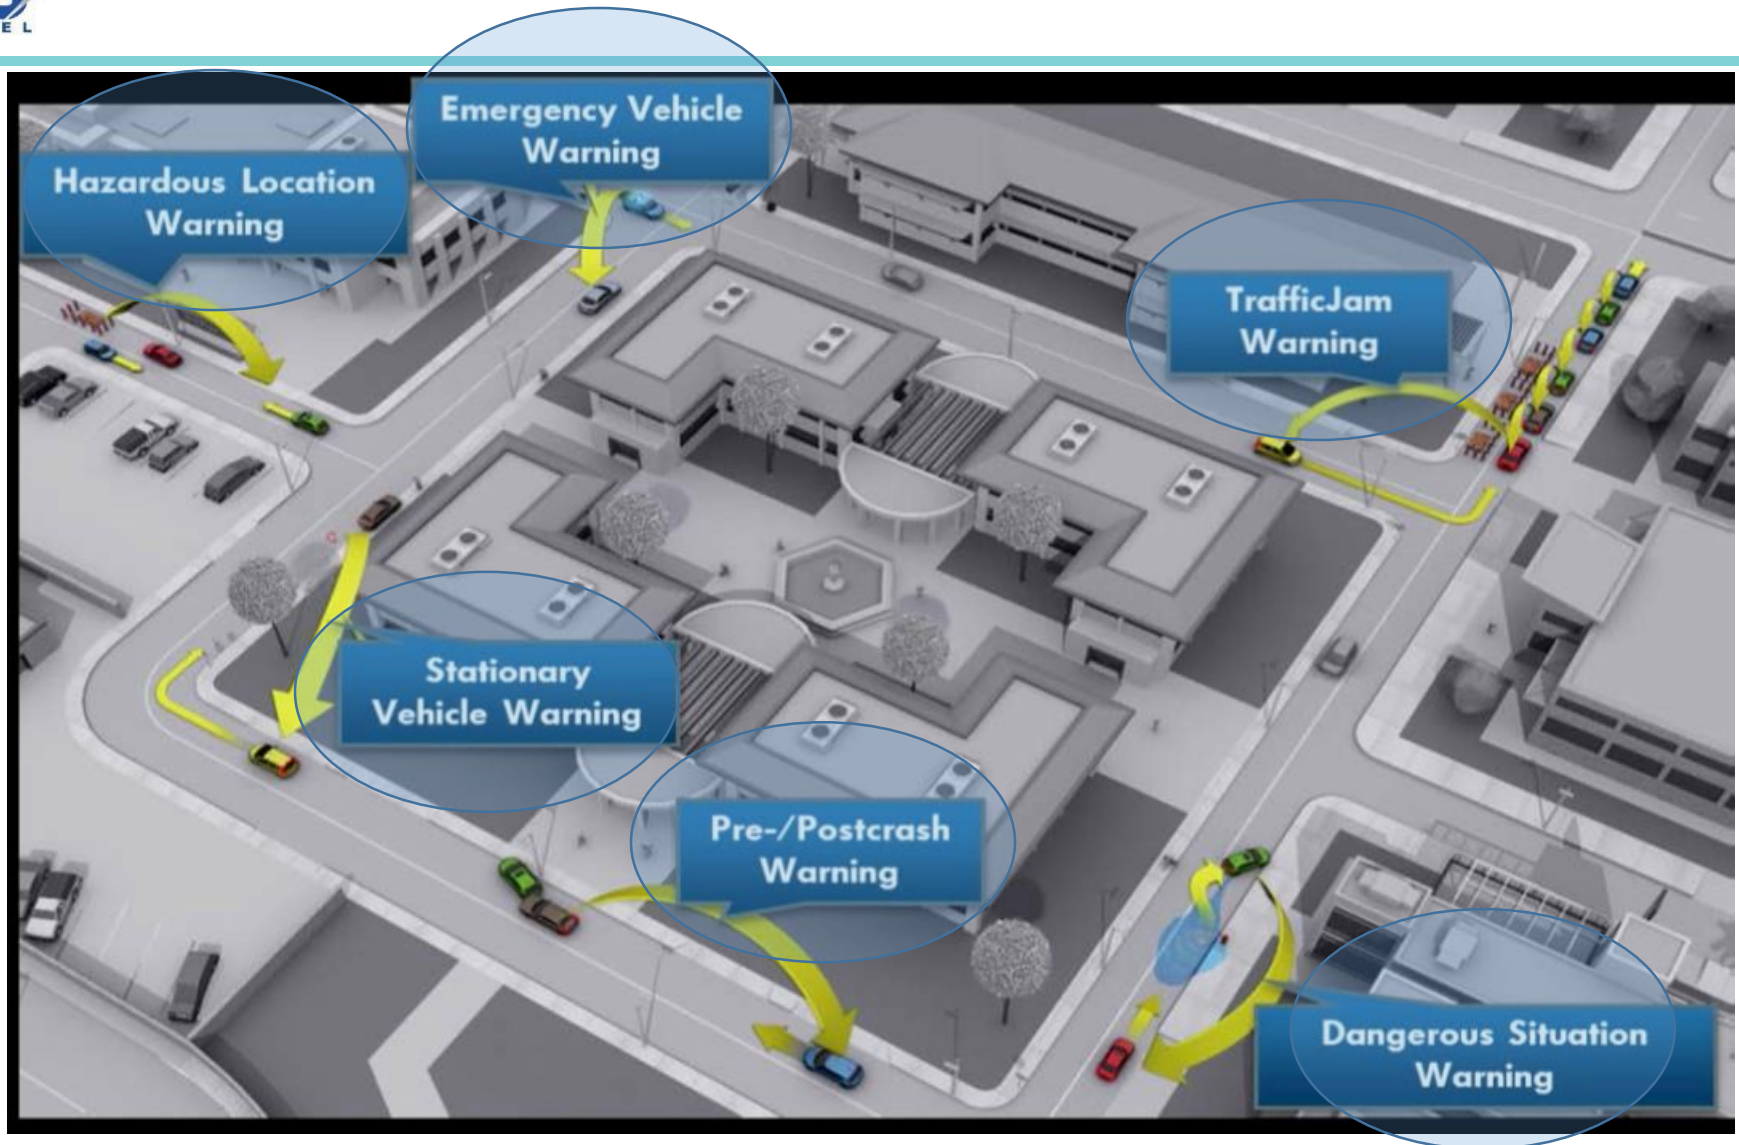 E L
Emergency Vehicle
Warning
Hazardous Location
Warning
TrafficJam
Warning
Stationary
Vehicle Warning
Pre-/Postcrash
Warning
Dangerous Situation
Warning